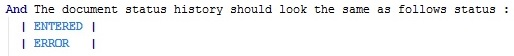 And The document status history should look the same as follows status :
| ENTERED |
| ERROR |